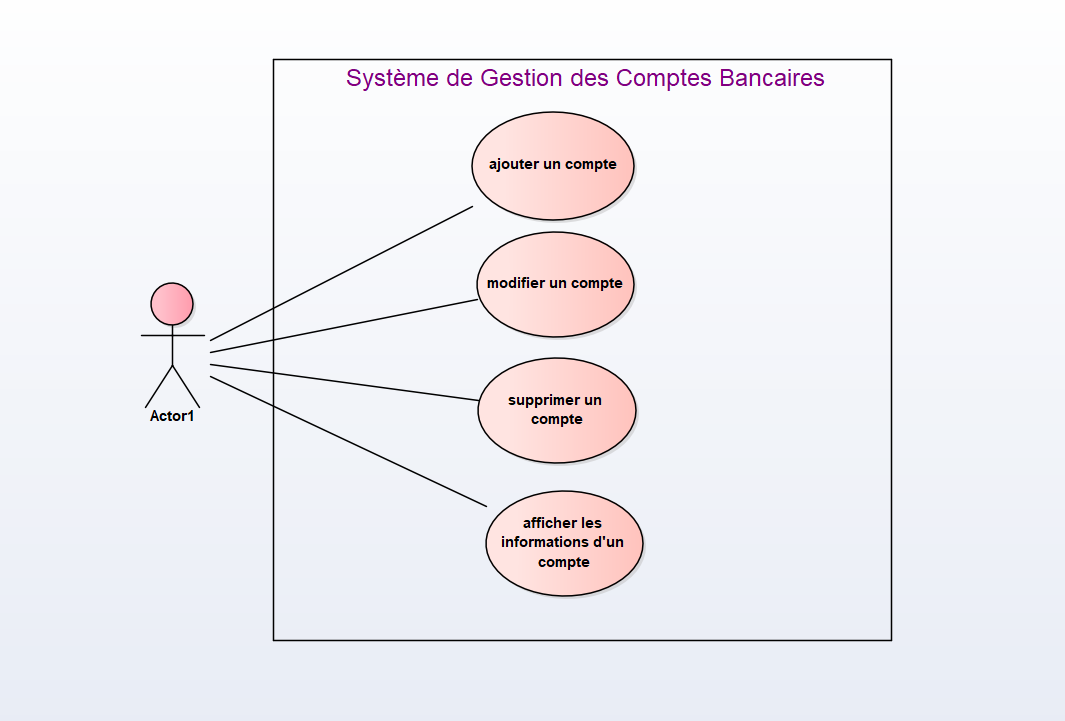 Système de Gestion des Comptes Bancaires
ajouter un compte
modifier un compte
supprimer un
compte
afficher les
informations d'un
compte
Actor1